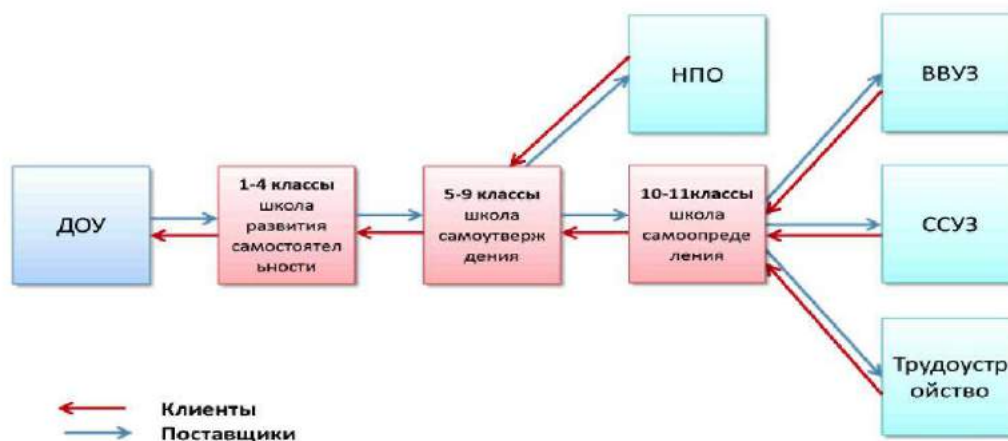 НПО
ВВУЗ
ДОУ
1-4 классы
школа
развития
самостоятел
ьности
5-9 классы
школа
самоутверж
дения
10-11классы
школа
самоопреде
ления
ССУЗ
Трудоустр
ойство
Клиенты
Поставщики